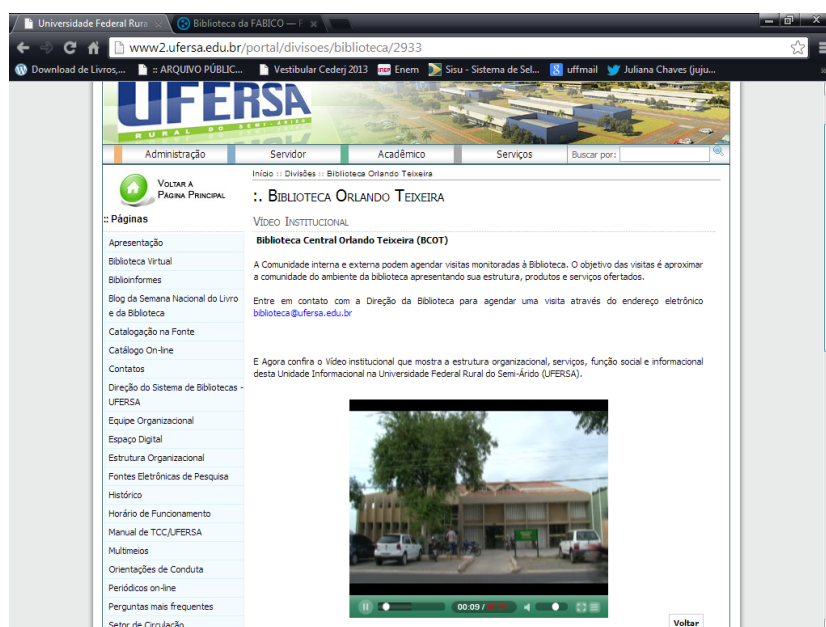 Universidade Federal Rura
Biblioteca da FABICO — F
www2.ufersa.edu.br/portal/divisoes/biblioteca/2933
Download de Livros,...
:: ARQUIVO PÚBLIC...
Vestibular Cederj 2013
Enem
Sisu - Sistema de Sel...
uffmail
Juliana Chaves (juju...
UFERSA
RURAL DO SEMI-ÁRIDO
Administração
Servidor
Acadêmico
Serviços
Buscar por:
Voltar a
Página Principal
:: Páginas
Apresentação
Biblioteca Virtual
Biblioinformes
Blog da Semana Nacional do Livro
e da Biblioteca
Catalogação na Fonte
Catálogo On-line
Contatos
Direção do Sistema de Bibliotecas -
UFERSA
Equipe Organizacional
Espaço Digital
Estrutura Organizacional
Fontes Eletrônicas de Pesquisa
Histórico
Horário de Funcionamento
Manual de TCC/UFERSA
Multimeios
Orientações de Conduta
Periódicos on-line
Perguntas mais frequentes
Setor de Circulação
Início :: Divisões :: Biblioteca Orlando Teixeira
:. Biblioteca Orlando Teixeira
Vídeo Institucional
Biblioteca Central Orlando Teixeira (BCOT)
A Comunidade interna e externa podem agendar visitas monitoradas à Biblioteca. O objetivo das visitas é aproximar
a comunidade do ambiente da biblioteca apresentando sua estrutura, produtos e serviços ofertados.
Entre em contato com a Direção da Biblioteca para agendar uma visita através do endereço eletrônico
biblioteca@ufersa.edu.br
E Agora confira o Vídeo institucional que mostra a estrutura organizacional, serviços, função social e informacional
desta Unidade Informacional na Universidade Federal Rural do Semi-Árido (UFERSA).
00:09 /
Voltar